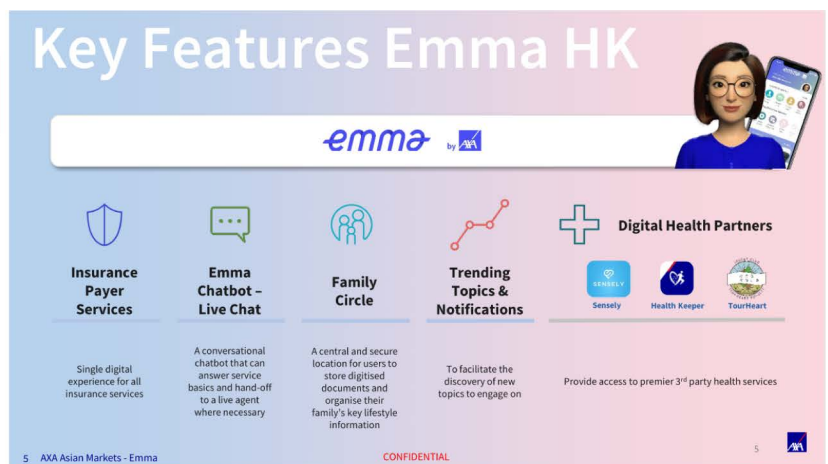 Key Features Emma HK
emma by AXA
Insurance
Payer
Services
Emma
Chatbot –
Live Chat
Family
Circle
Trending
Topics &
Notifications
Digital Health Partners
SENSELY
Sensely
Health Keeper
TourHeart
Single digital
experience for all
insurance services
A conversational
chatbot that can
answer service
basics and hand-off
to a live agent
where necessary
A central and secure
location for users to
store digitised
documents and
organise their
family's key lifestyle
information
To facilitate the
discovery of new
topics to engage on
Provide access to premier 3rd party health services
5
AXA
5 AXA Asian Markets - Emma
CONFIDENTIAL